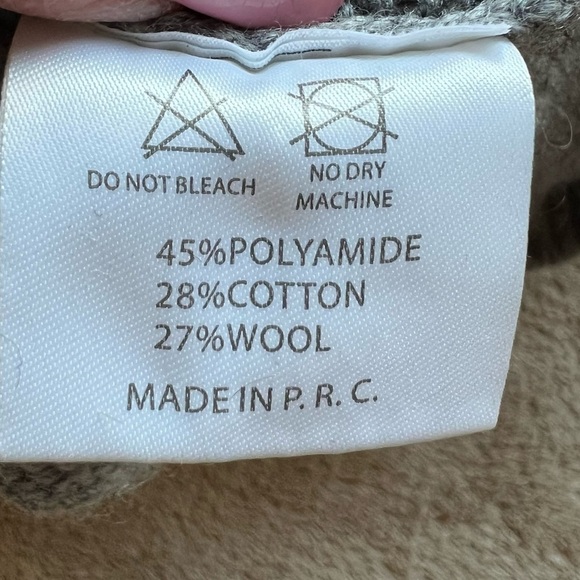 DO NOT BLEACH
NO DRY
MACHINE
45%POLYAMIDE
28%COTTON
27%WOOL
MADE IN P. R. C.